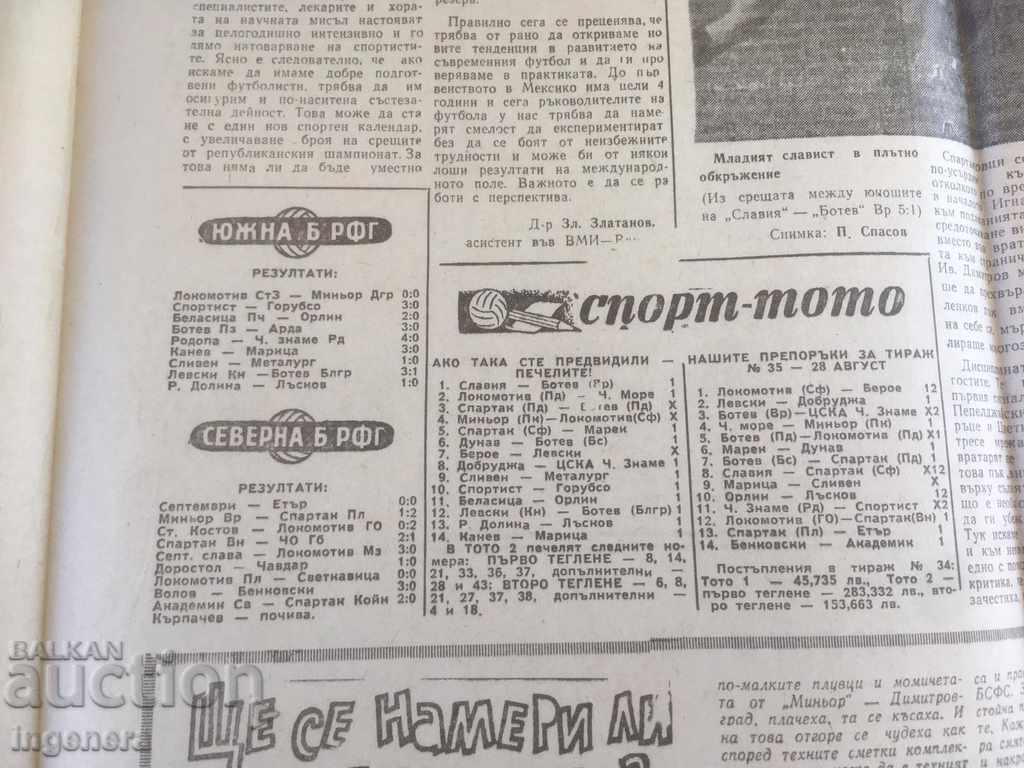 специалистите, лекарите и хора-
та на научната мисъл настояват
за целогодишно интензивно и го
лямо натоварване на спортисти-
те. Ясно е следователно, че ако
искаме да имаме добре подгот-
вени футболисти, трябва да им
осигурим и по-наситена състеза-
телна дейност. Това може да ста
не с един нов спортен календар,
с увеличаване броя на срещите
от републиканския шампионат. За
това няма ли да бъде уместно
ЮЖНА Б РФГ
РЕЗУЛТАТИ:
Локомотив СтЗ — Миньор Дгр 0:0
Спортист — Горубсо 3:0
Беласица Пч — Орлин 2:0
Ботев Пз — Арда 3:0
Родопа — Ч. знаме Рд 4:0
Канев — Марица 3:0
Сливен — Металург 1:0
Левски Кн — Ботев Блгр 3:1
Р. Долина — Лъсков 1:0
СЕВЕРНА Б РФГ
РЕЗУЛТАТИ:
Септември — Етър 0:0
Миньор Вр — Спартак Пл 1:2
Ст. Костов — Локомотив ГО 0:2
Спартак Вн — ЧО Гб 2:1
Септ. слава — Локомотив Мз 3:0
Доростол — Чавдар 1:0
Локомотив Пл — Светкавица 0:0
Волов — Бенковски 3:0
Академик Св — Спартак Койн 2:0
Кърпачев — почива.
Правилно сега се преценява, че
трябва от рано да откриваме но
вите тенденции в развитието на
съвременния футбол и да ги про
веряваме в практиката. До пър
венството в Мексико има цели 4
години и сега ръководителите на
футбола у нас трябва да наме
рят смелост да експериментират
без да се боят от неизбежните
трудности и може би от някои
лоши резултати на международ
ното поле. Важното е да се ра
боти с перспектива.
Д-р Зл. Златанов.
асистент във ВМИ—
Младият славист в плътно
обкръжение
(Из срещата между юношите
на „Славия" — „Ботев" Вр 5:1)
Снимка: П. Спасов
спорт-тото
АКО ТАКА СТЕ ПРЕДВИДИЛИ —
ПЕЧЕЛИТЕ!
1. Славия — Ботев (Вр) 1
2. Локомотив (Пд) — Ч. Море 1
3. Спартак (Пд) — Ботев (Пд) X
4. Миньор (Пк)—Локомотив(Сф) X
5. Спартак (Сф) — Марек 1
6. Дунав — Ботев (Бс) 1
7. Берое — Левски X
8. Добруджа — ЦСКА Ч. Знаме 1
9. Сливен — Металург 1
10. Спортист — Горубсо 1
11. Беласица — Орлин 1
12. Левски (Кн) — Ботев (Блгр) 1
13. Р. Долина — Лъсков 1
14. Канев — Марица 1
В ТОТО 2 печелят следните но-
мера: ПЪРВО ТЕГЛЕНЕ — 8, 14,
21, 33, 36, 37, допълнителни —
28 и 43; ВТОРО ТЕГЛЕНЕ — 6, 8,
21, 27, 37, 38, допълнителни —
4 и 18.
НАШИТЕ ПРЕПОРЪКИ ЗА ТИРАЖ
№ 35 — 28 АВГУСТ
1. Локомотив (Сф) — Берое 12
2. Левски — Добруджа 1
3. Ботев (Вр)—ЦСКА Ч. Знаме X2
4. Ч. море — Миньор (Пк) 1
5. Ботев (Пд)—Локомотив (Пд) X1
6. Марек — Дунав 1
7. Ботев (Бс) — Спартак (Пд) 1
8. Славия — Спартак (Сф) X12
9. Марица — Сливен X
10. Орлин — Лъсков 12
11. Ч. Знаме (Рд) — Спортист X2
12. Локомотив (ГО)—Спартак(Вн) 1
13. Спартак (Пл) — Етър 1
14. Бенковски — Академик 1
Постъпления в тираж № 34:
Тото 1 — 45,735 лв., Тото 2 —
първо теглене — 283,332 лв., вто-
ро теглене — 153,663 лв.
ЩЕ СЕ НАМЕРИ ЛИ
по-малките плувци и момичета-
та от „Миньор" — Димитров-
град, плачеха, та се късаха. И
на това отгоре се чудеха как
според техните сметки комплек-
BALKAN
auction
ingenera